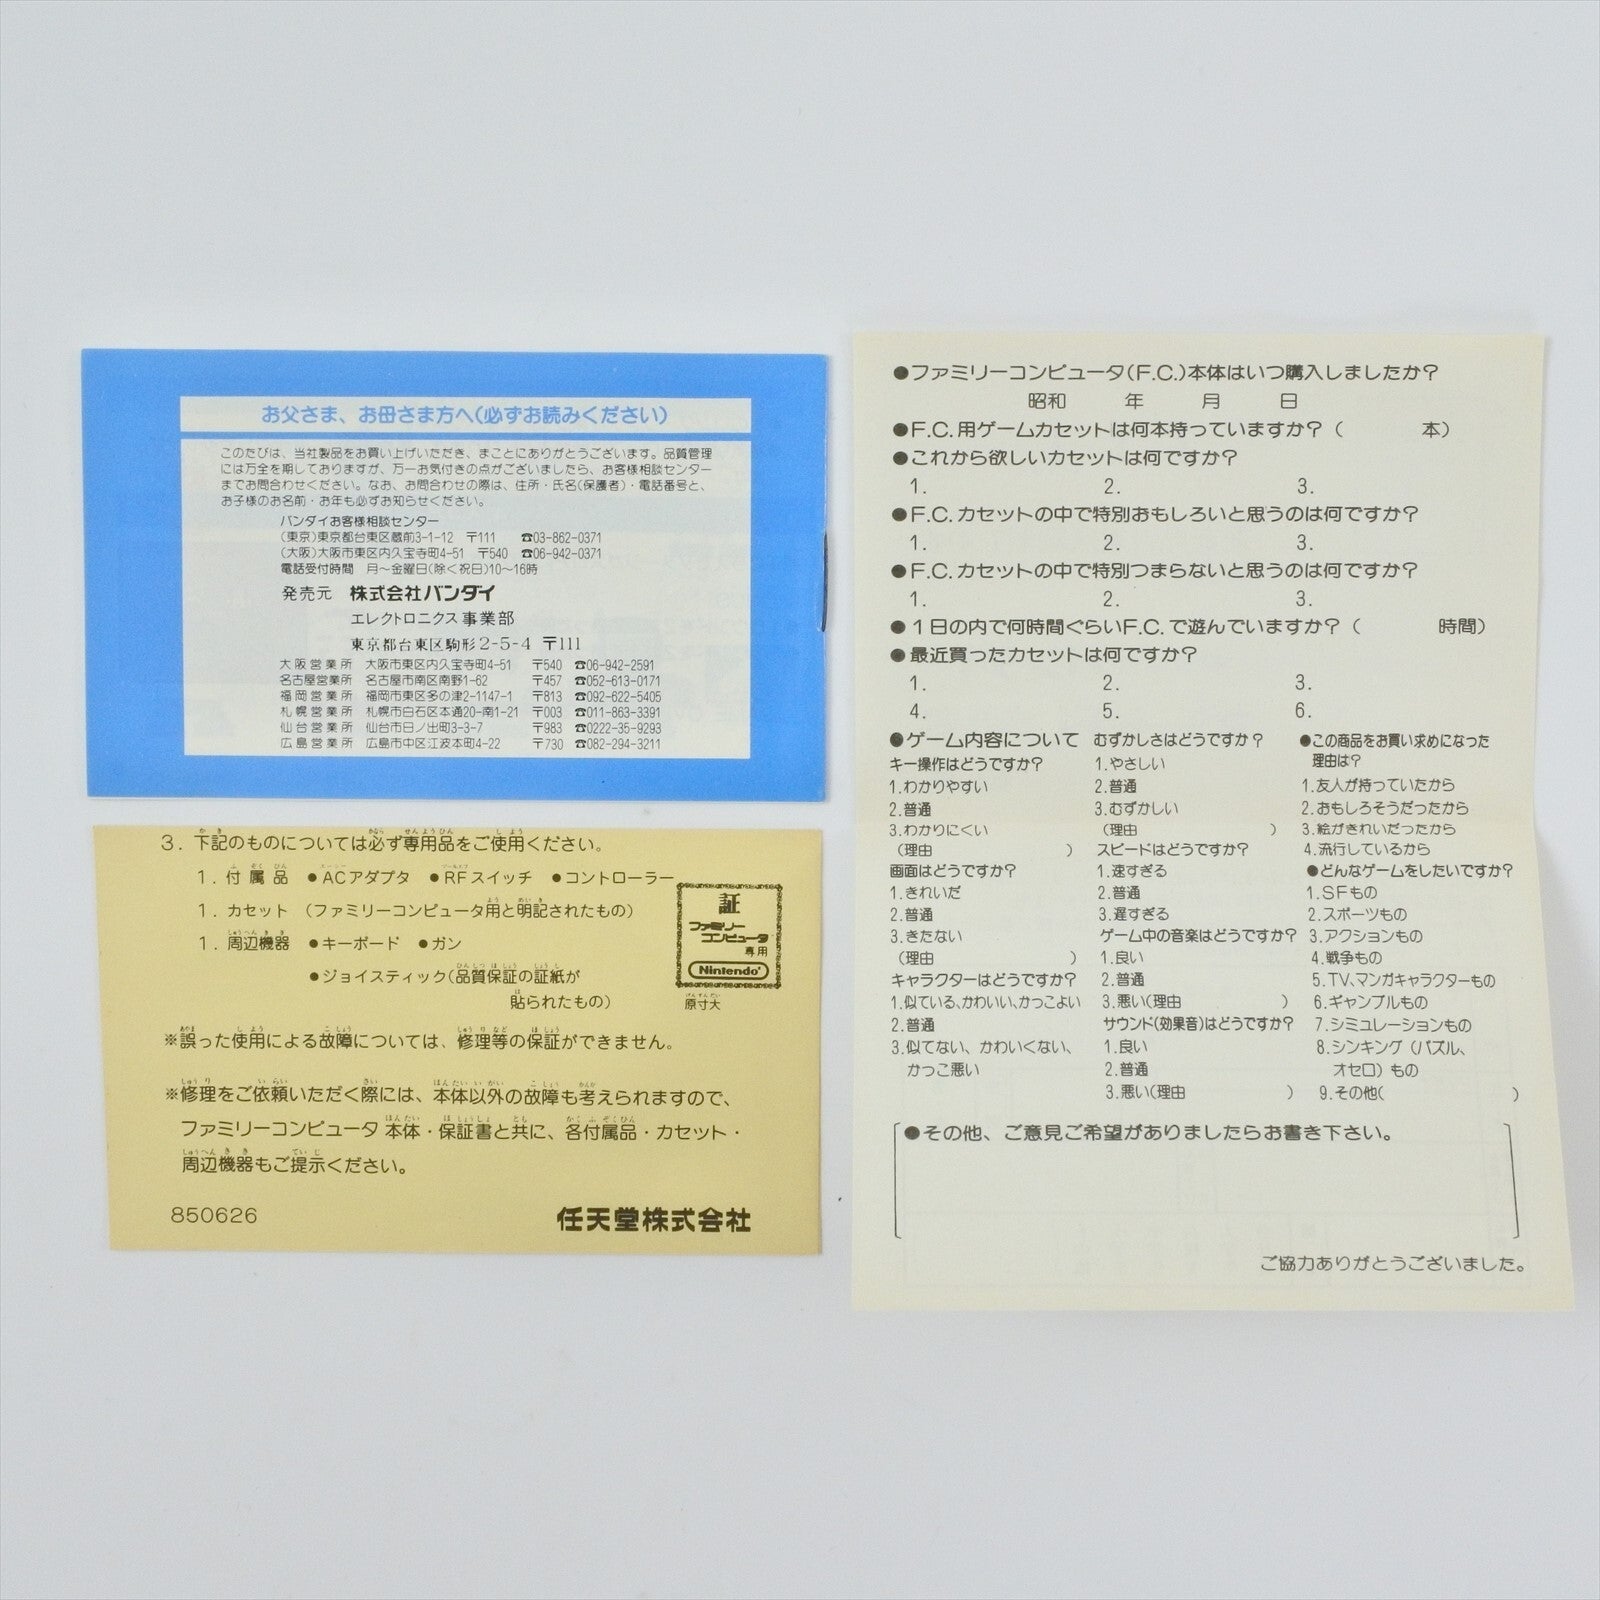 お父さま、お母さま方へ(必ずお読みください)
このたびは、当社製品をお買い上げいただき、まことにありがとうございます。品質管理
には万全を期しておりますが、万一お気付きの点がございましたら、お客様相談センター
までお問合わせください。なお、お問合わせの際は、住所・氏名(保護者)・電話番号と、
お子様のお名前・お年も必ずお知らせください。
バンダイお客様相談センター
(東京)東京都台東区蔵前3-1-12 〒111 ☎03-862-0371
(大阪)大阪市東区内久宝寺町4-51 〒540 ☎06-942-0371
電話受付時間 月〜金曜日(除く祝日)10〜16時
発売元 株式会社バンダイ
エレクトロニクス事業部
東京都台東区駒形2-5-4 〒111
大阪営業所 大阪市東区内久宝寺町4-51 〒540 ☎06-942-2591
名古屋営業所 名古屋市南区南野1-62 〒457 ☎052-613-0171
福岡営業所 福岡市東区多の津2-1147-1 〒813 ☎092-622-5405
札幌営業所 札幌市白石区本通20-南1-21 〒003 ☎011-863-3391
仙台営業所 仙台市日ノ出町3-3-7 〒983 ☎0222-35-9293
広島営業所 広島市中区江波本町4-22 〒730 ☎082-294-3211
3. 下記のものについては必ず専用品をご使用ください。
1. 付属品 ●ACアダプタ ●RFスイッチ ●コントローラー
1. カセット (ファミリーコンピュータ用と明記されたもの)
1. 周辺機器 ●キーボード ●ガン
●ジョイスティック(品質保証の証紙が
貼られたもの)
証
ファミリー
コンピュータ
専用
Nintendo
原寸大
※誤った使用による故障については、修理等の保証ができません。
※修理をご依頼いただく際には、本体以外の故障も考えられますので、
ファミリーコンピュータ本体・保証書と共に、各付属品・カセット・
周辺機器もご提示ください。
850626 任天堂株式会社
●ファミリーコンピュータ(F.C.)本体はいつ購入しましたか?
昭和 年 月 日
●F.C.用ゲームカセットは何本持っていますか?( 本)
●これから欲しいカセットは何ですか?
1. 2. 3.
●F.C.カセットの中で特別おもしろいと思うのは何ですか?
1. 2. 3.
●F.C.カセットの中で特別つまらないと思うのは何ですか?
1. 2. 3.
●1日の内で何時間ぐらいF.C.で遊んでいますか?( 時間)
●最近買ったカセットは何ですか?
1. 2. 3.
4. 5. 6.
●ゲーム内容について
キー操作はどうですか?
1.わかりやすい
2.普通
3.わかりにくい
(理由 )
画面はどうですか?
1.きれいだ
2.普通
3.きたない
(理由 )
キャラクターはどうですか?
1.似ている、かわいい、かっこよい
2.普通
3.似てない、かわいくない、
かっこ悪い
むずかしさはどうですか?
1.やさしい
2.普通
3.むずかしい
(理由 )
スピードはどうですか?
1.速すぎる
2.普通
3.遅すぎる
ゲーム中の音楽はどうですか?
1.良い
2.普通
3.悪い(理由 )
サウンド(効果音)はどうですか?
1.良い
2.普通
3.悪い(理由 )
●この商品をお買い求めになった
理由は?
1.友人が持っていたから
2.おもしろそうだったから
3.絵がきれいだったから
4.流行しているから
●どんなゲームをしたいですか?
1.SFもの
2.スポーツもの
3.アクションもの
4.戦争もの
5.TV、マンガキャラクターもの
6.ギャンブルもの
7.シミュレーションもの
8.シンキング(パズル、
オセロ)もの
9.その他( )
●その他、ご意見ご希望がありましたらお書き下さい。
ご協力ありがとうございました。